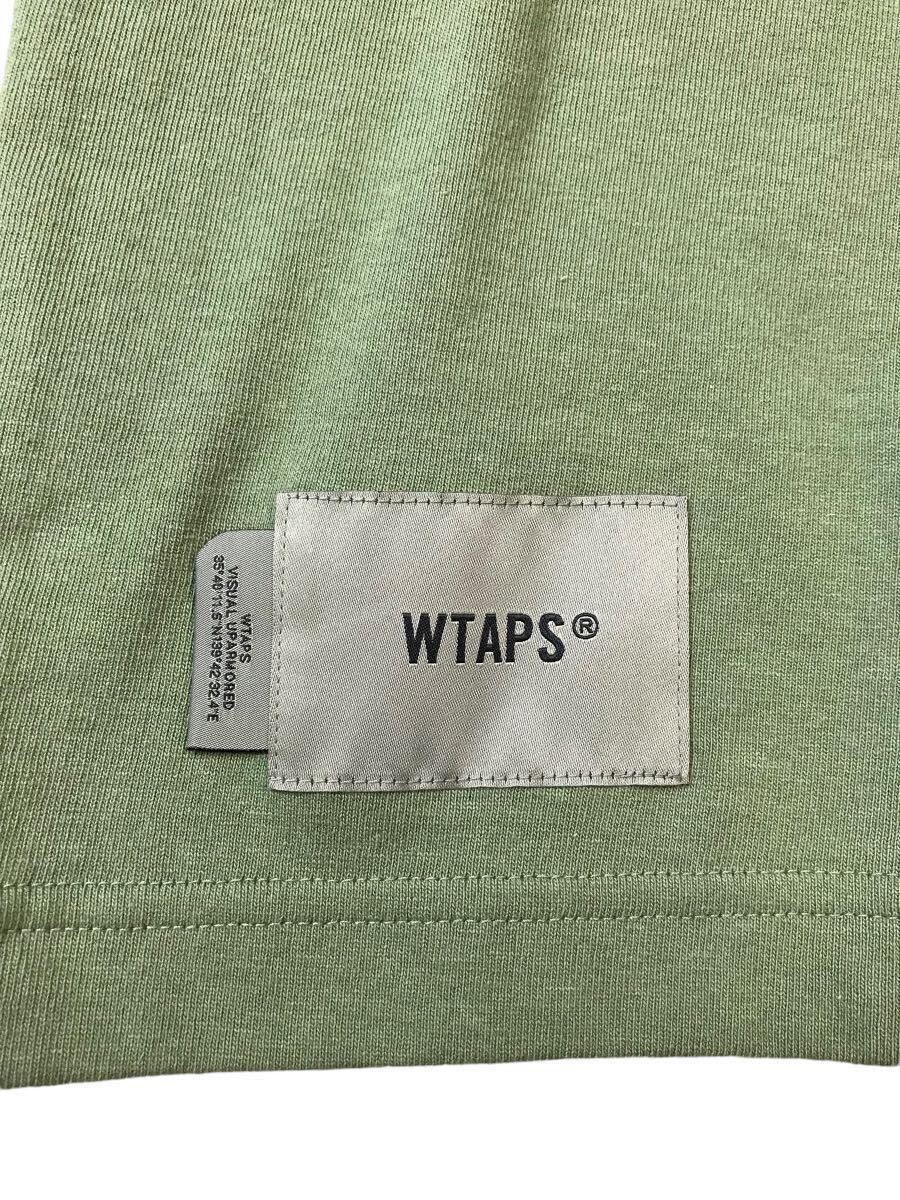 WTAPS
VISUAL UPARMORED
35°40'11.5"N139°42'32.4"E
WTAPS®